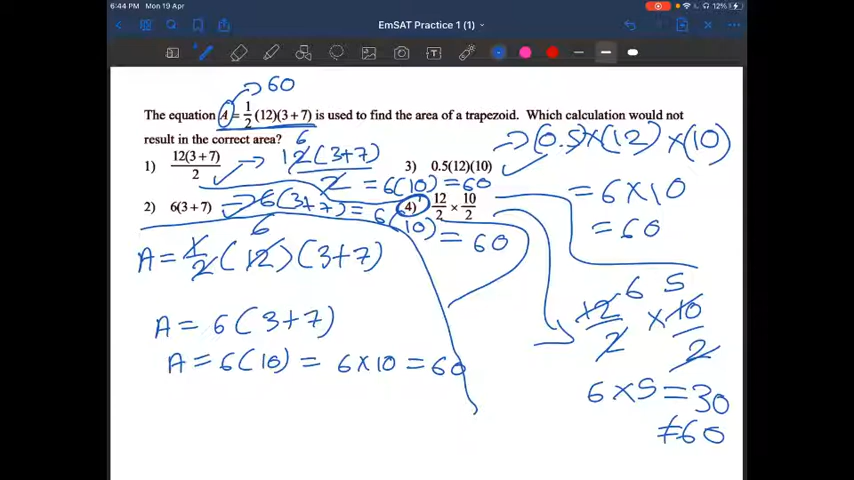 6:44 PM Mon 19 Apr
12%
EmSAT Practice 1 (1)
60
The equation A = 1/2 (12)(3 + 7) is used to find the area of a trapezoid. Which calculation would not
result in the correct area?
1) 12(3 + 7)/2 → 12(3+7)/2 6 = 6(10) = 60
2) 6(3 + 7) → 6(3+7) = 6(10) = 60
3) 0.5(12)(10) → (0.5)×(12)×(10)
= 6 × 10
= 60
4) 12/2 × 10/2
A = 1/2 (12) (3+7) 6
A = 6 (3+7)
A = 6(10) = 6×10 = 60
12/2 6 × 10/2 5
6 × 5 = 30
≠ 60